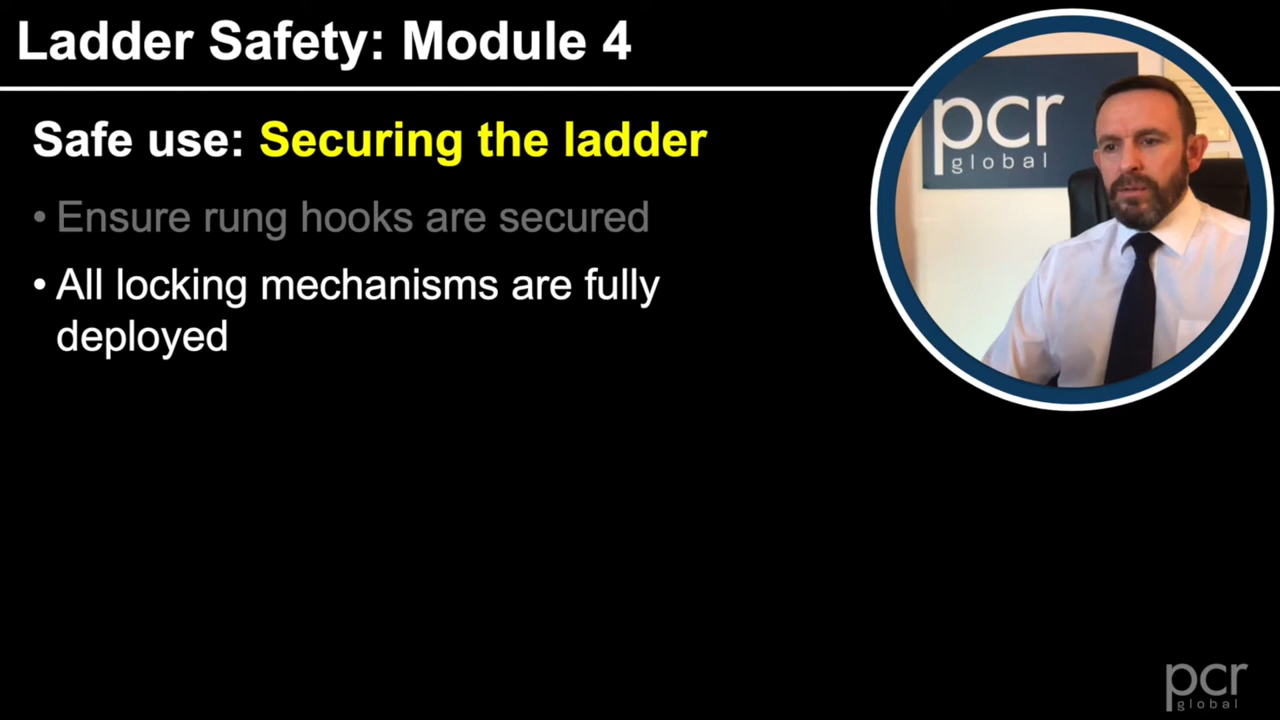 Ladder Safety: Module 4
Safe use: Securing the ladder
• Ensure rung hooks are secured
• All locking mechanisms are fully
deployed
pcr
global
pcr
global